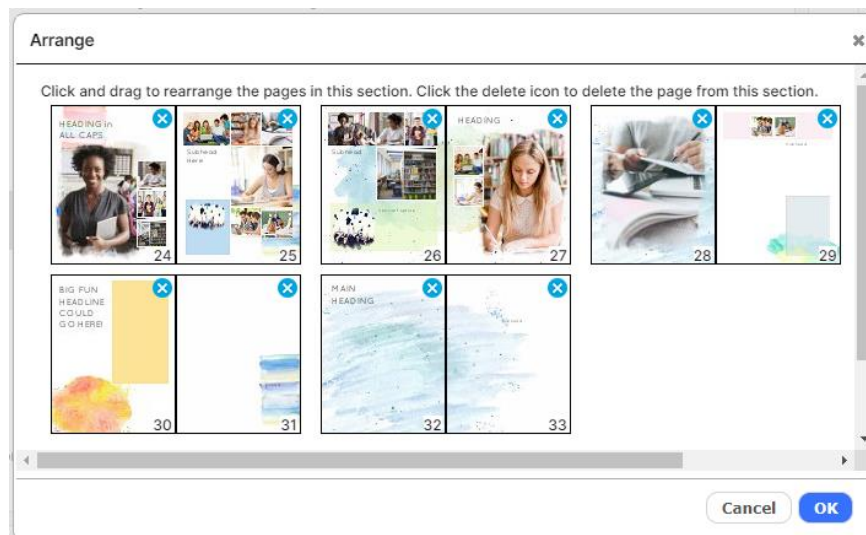 Arrange
Click and drag to rearrange the pages in this section. Click the delete icon to delete the page from this section.
HEADING in
ALL CAPS
24
Subhead
Here
25
Subhead
26
HEADING
27
28
29
BIG FUN
HEADLINE
COULD
GO HERE!
30
31
MAIN
HEADING
32
33
Cancel
OK